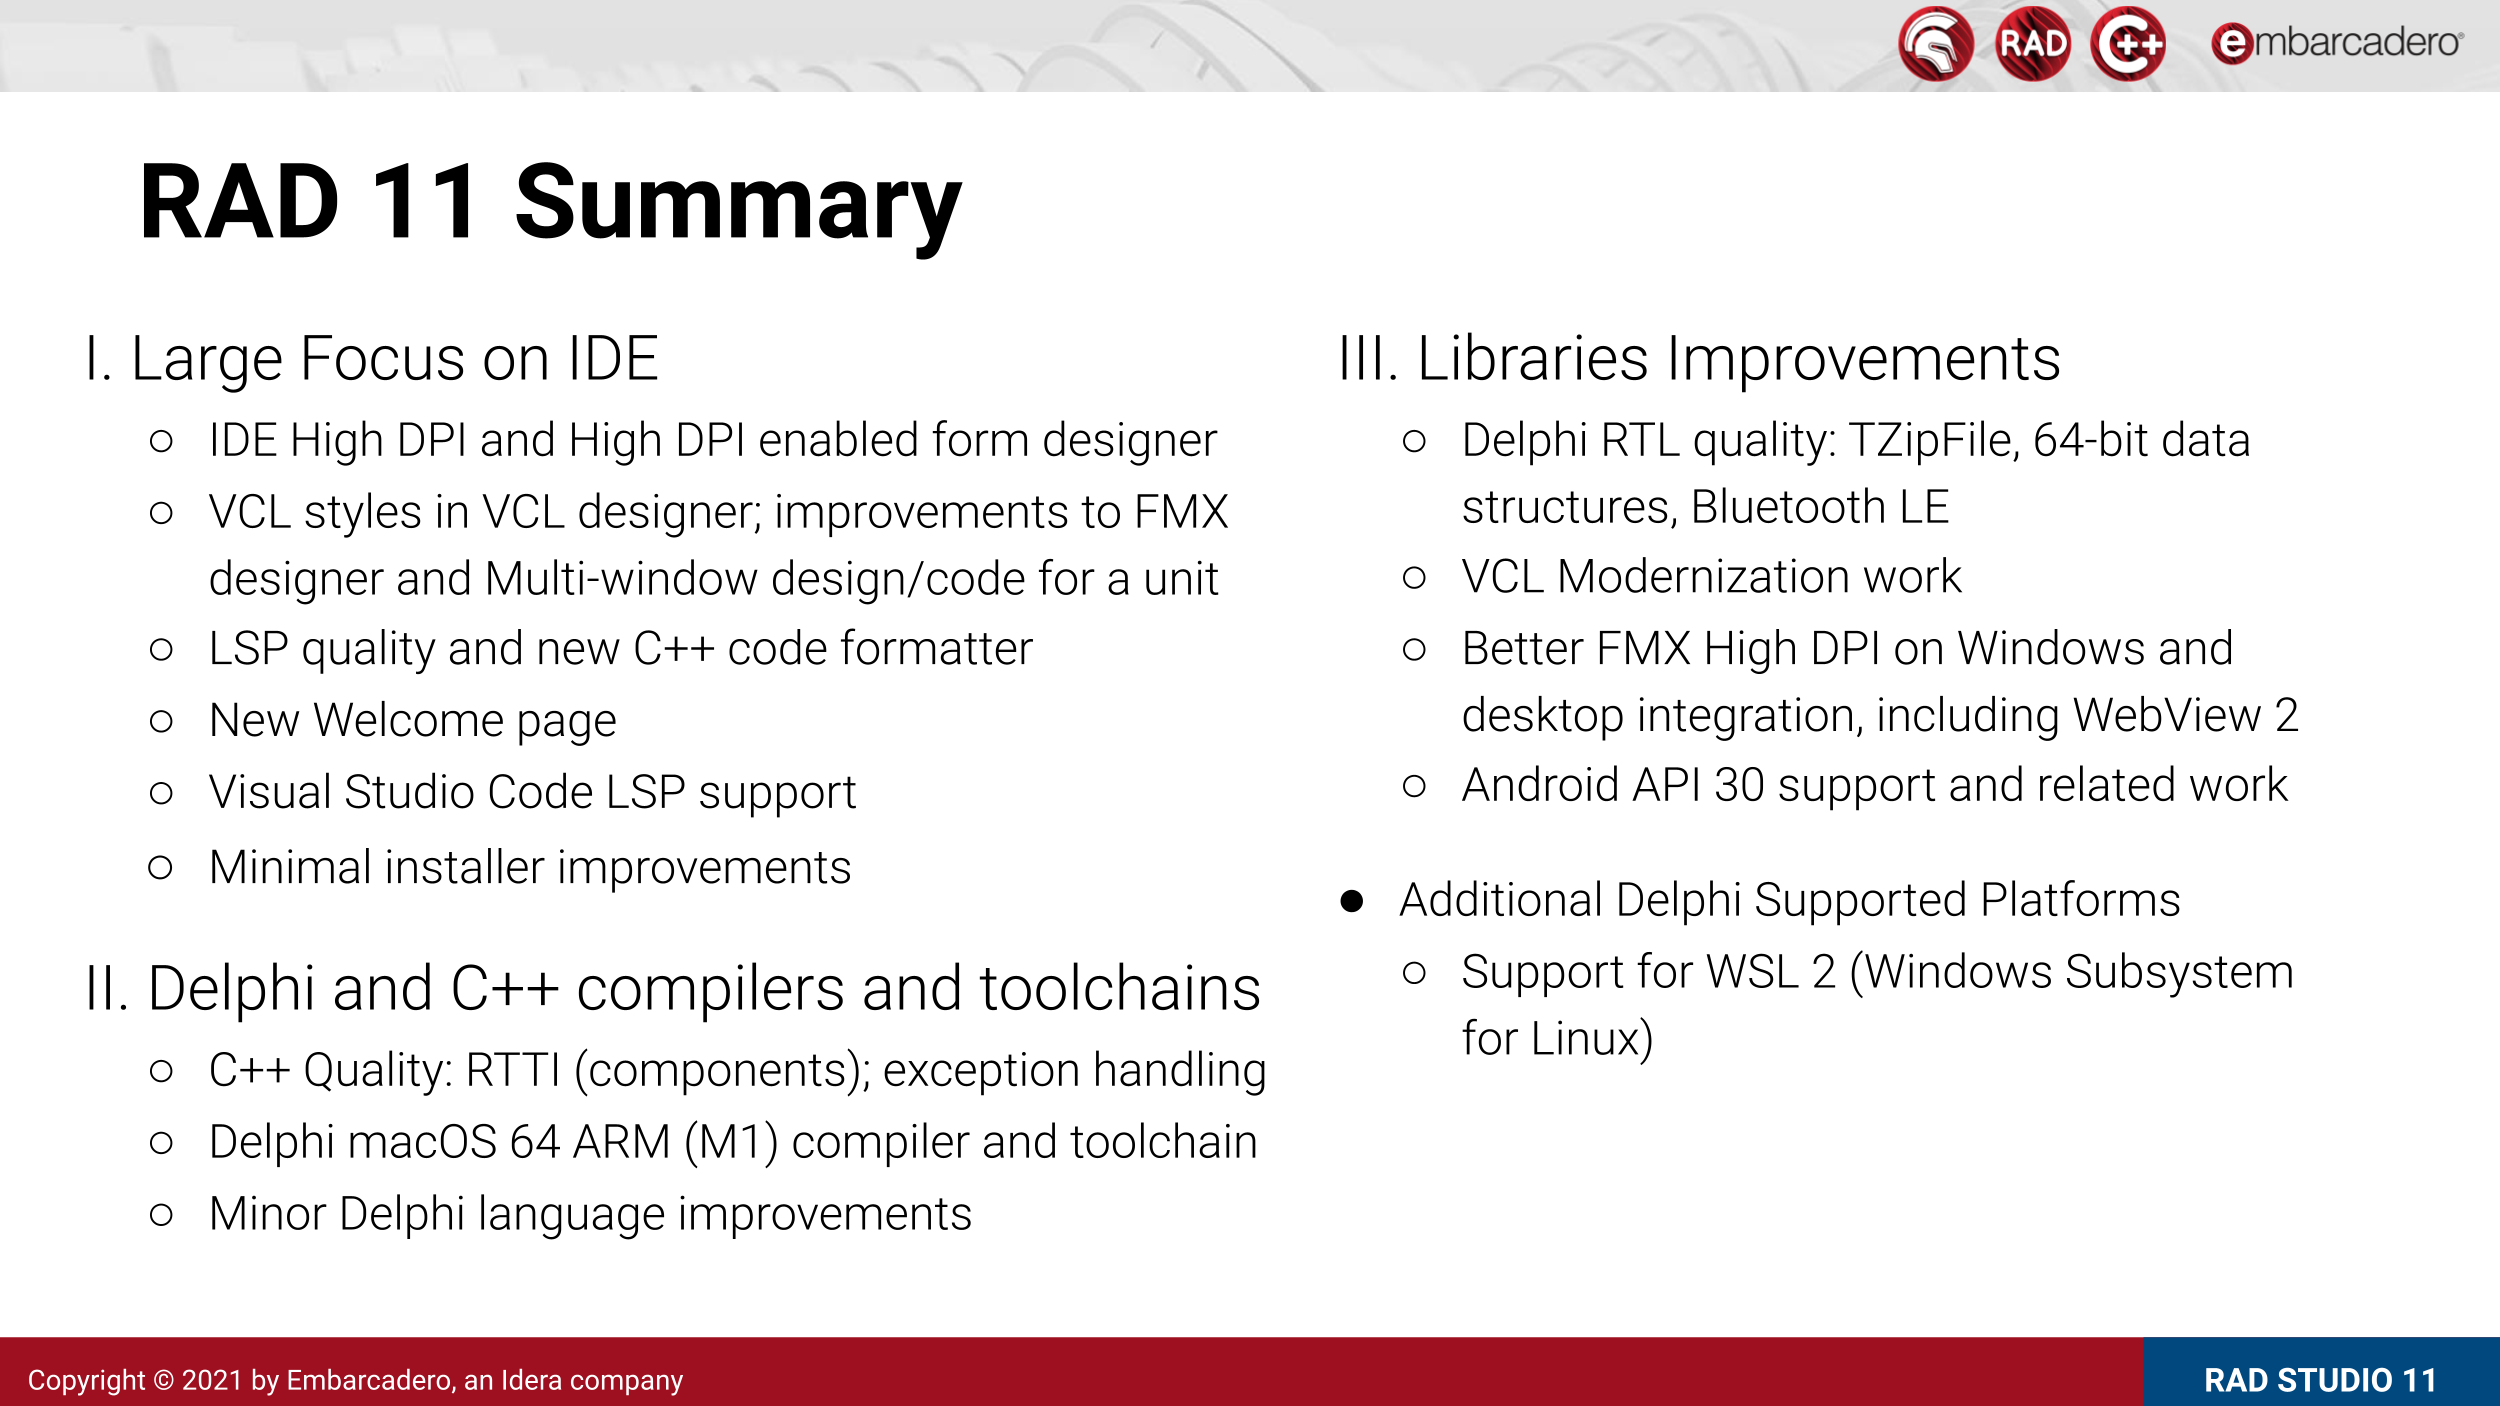 RAD
C++
embarcadero®
RAD 11 Summary
I. Large Focus on IDE
○ IDE High DPI and High DPI enabled form designer
○ VCL styles in VCL designer; improvements to FMX
designer and Multi-window design/code for a unit
○ LSP quality and new C++ code formatter
○ New Welcome page
○ Visual Studio Code LSP support
○ Minimal installer improvements
II. Delphi and C++ compilers and toolchains
○ C++ Quality: RTTI (components); exception handling
○ Delphi macOS 64 ARM (M1) compiler and toolchain
○ Minor Delphi language improvements
III. Libraries Improvements
○ Delphi RTL quality: TZipFile, 64-bit data
structures, Bluetooth LE
○ VCL Modernization work
○ Better FMX High DPI on Windows and
desktop integration, including WebView 2
○ Android API 30 support and related work
● Additional Delphi Supported Platforms
○ Support for WSL 2 (Windows Subsystem
for Linux)
Copyright © 2021 by Embarcadero, an Idera company
RAD STUDIO 11